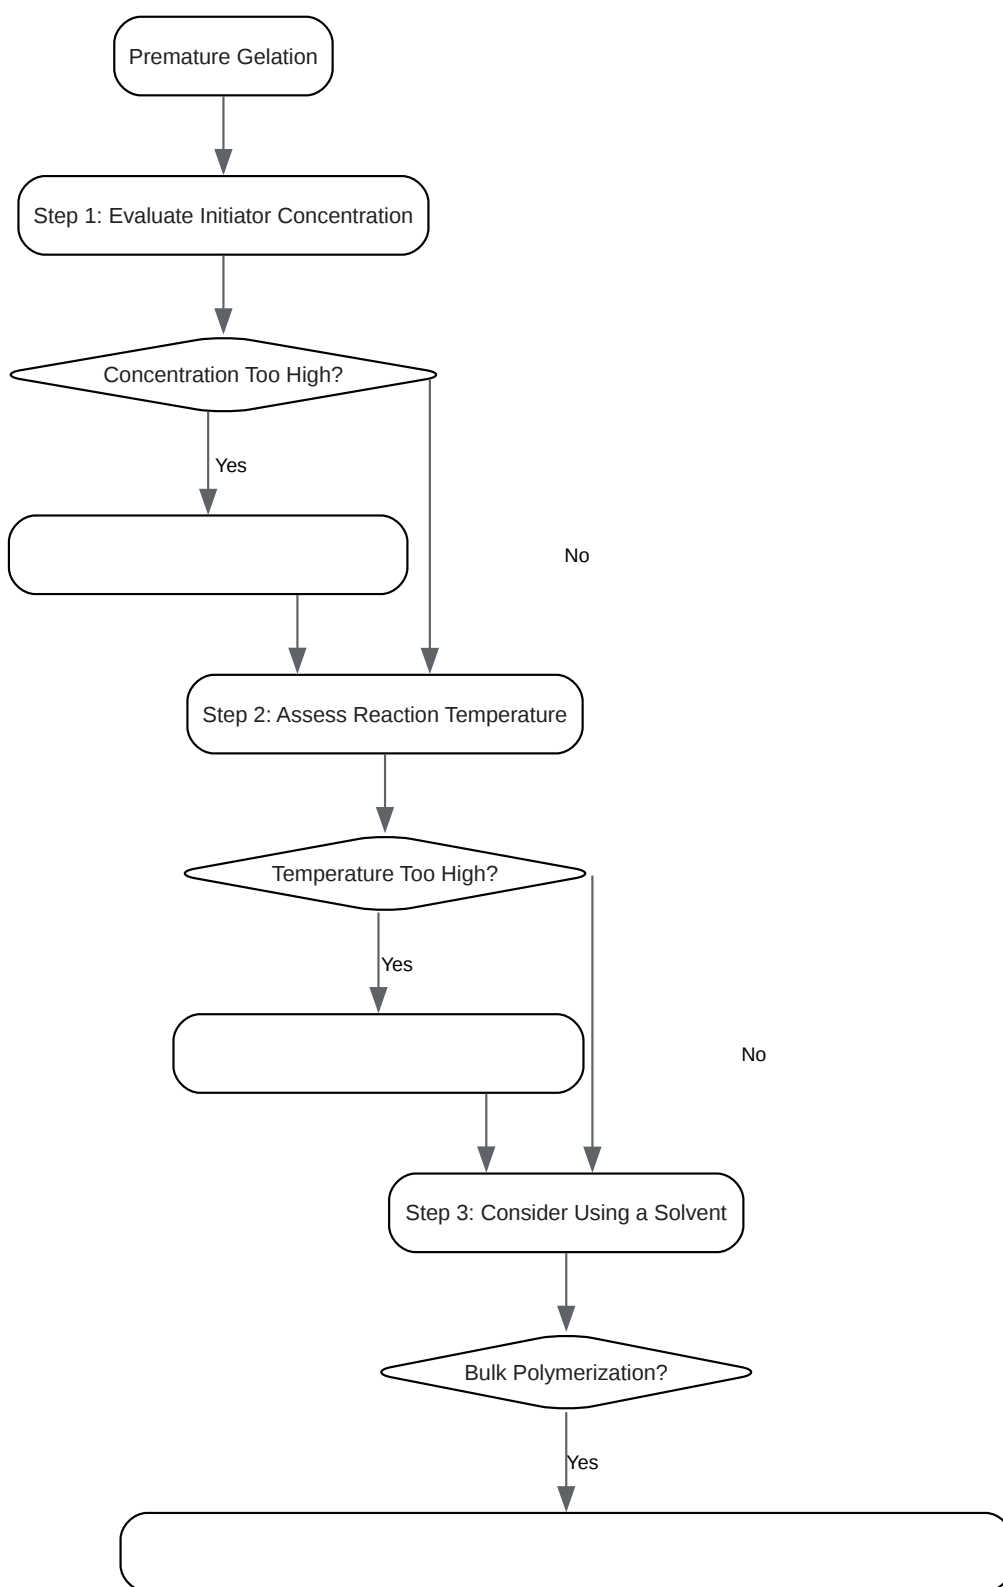 Premature Gelation
Step 1: Evaluate Initiator Concentration
Concentration Too High?
Yes
No
Step 2: Assess Reaction Temperature
Temperature Too High?
Yes
No
Step 3: Consider Using a Solvent
Bulk Polymerization?
Yes